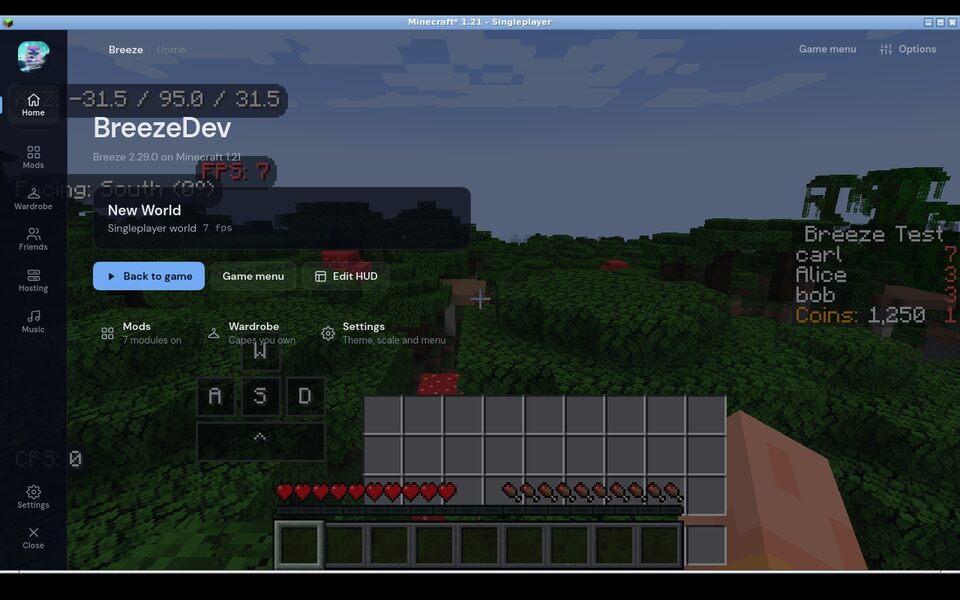 Minecraft* 1.21 - Singleplayer
Breeze / Home
Game menu
Options
-31.5 / 95.0 / 31.5
Home
BreezeDev
Breeze 2.29.0 on Minecraft 1.21
FPS: 7
Mods
Facing: South (0°)
Wardrobe
New World
Singleplayer world 7 fps
Breeze Test
carl 7
Alice 3
bob 3
Coins: 1,250 1
Friends
Back to game
Game menu
Edit HUD
Hosting
Music
Mods
7 modules on
Wardrobe
Capes you own
Settings
Theme, scale and menu
W
A S D
^
CPS: 0
Settings
Close